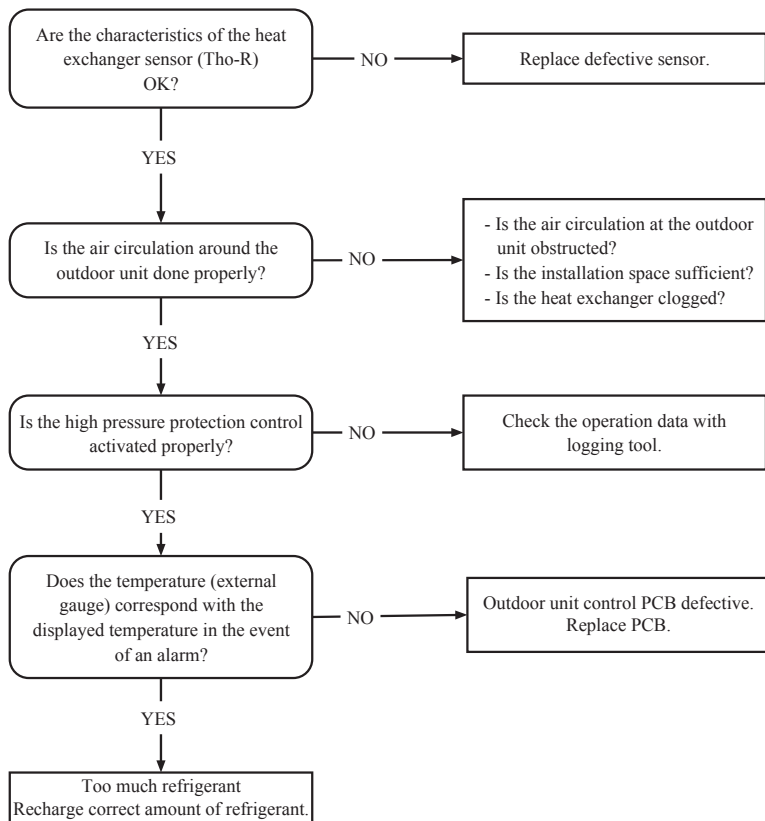 Are the characteristics of the heat
exchanger sensor (Tho-R)
OK?
NO
Replace defective sensor.
YES
Is the air circulation around the
outdoor unit done properly?
NO
- Is the air circulation at the outdoor
unit obstructed?
- Is the installation space sufficient?
- Is the heat exchanger clogged?
YES
Is the high pressure protection control
activated properly?
NO
Check the operation data with
logging tool.
YES
Does the temperature (external
gauge) correspond with the
displayed temperature in the event
of an alarm?
NO
Outdoor unit control PCB defective.
Replace PCB.
YES
Too much refrigerant
Recharge correct amount of refrigerant.